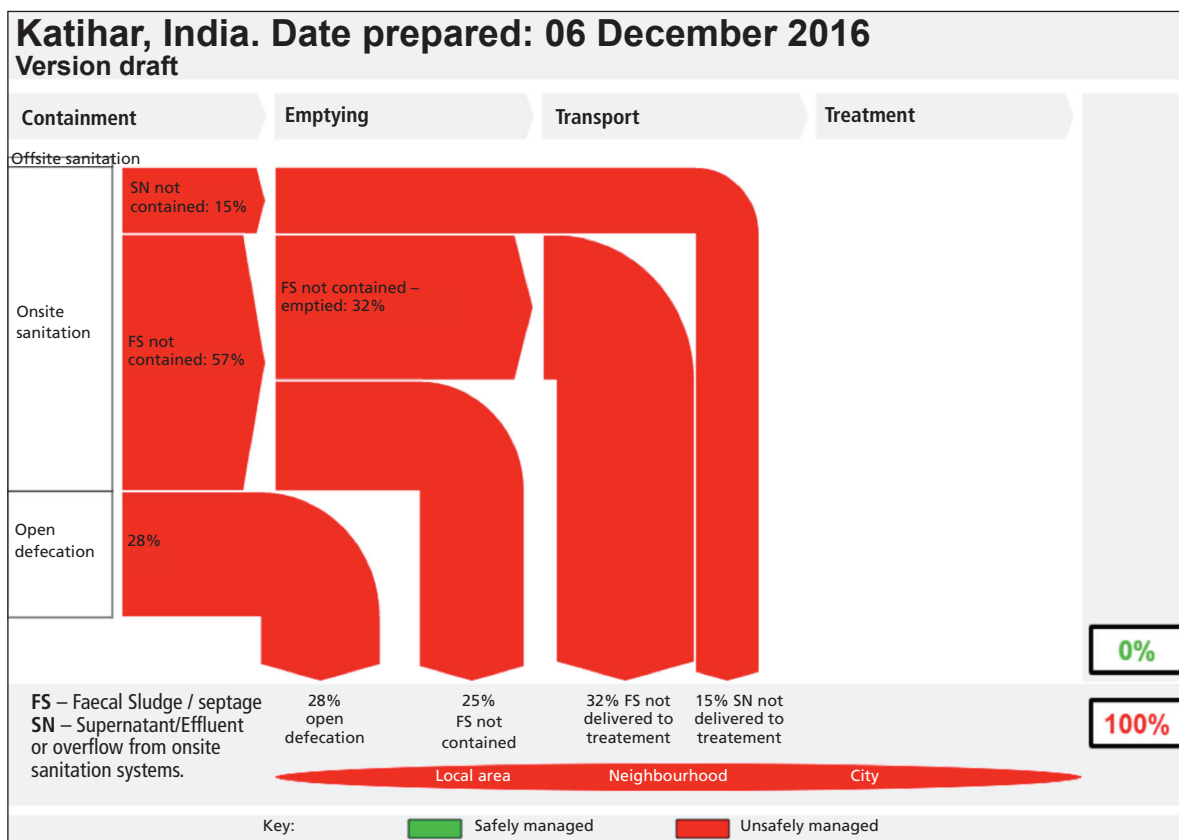 Katihar, India. Date prepared: 06 December 2016
Version draft
Containment
Emptying
Transport
Treatment
Offsite sanitation
SN not
contained: 15%
Onsite
sanitation
FS not
contained: 57%
FS not contained –
emptied: 32%
Open
defecation
28%
0%
100%
FS – Faecal Sludge / septage
SN – Supernatant/Effluent
or overflow from onsite
sanitation systems.
28%
open
defecation
25%
FS not
contained
32% FS not
delivered to
treatement
15% SN not
delivered to
treatement
Local area
Neighbourhood
City
Key:
Safely managed
Unsafely managed